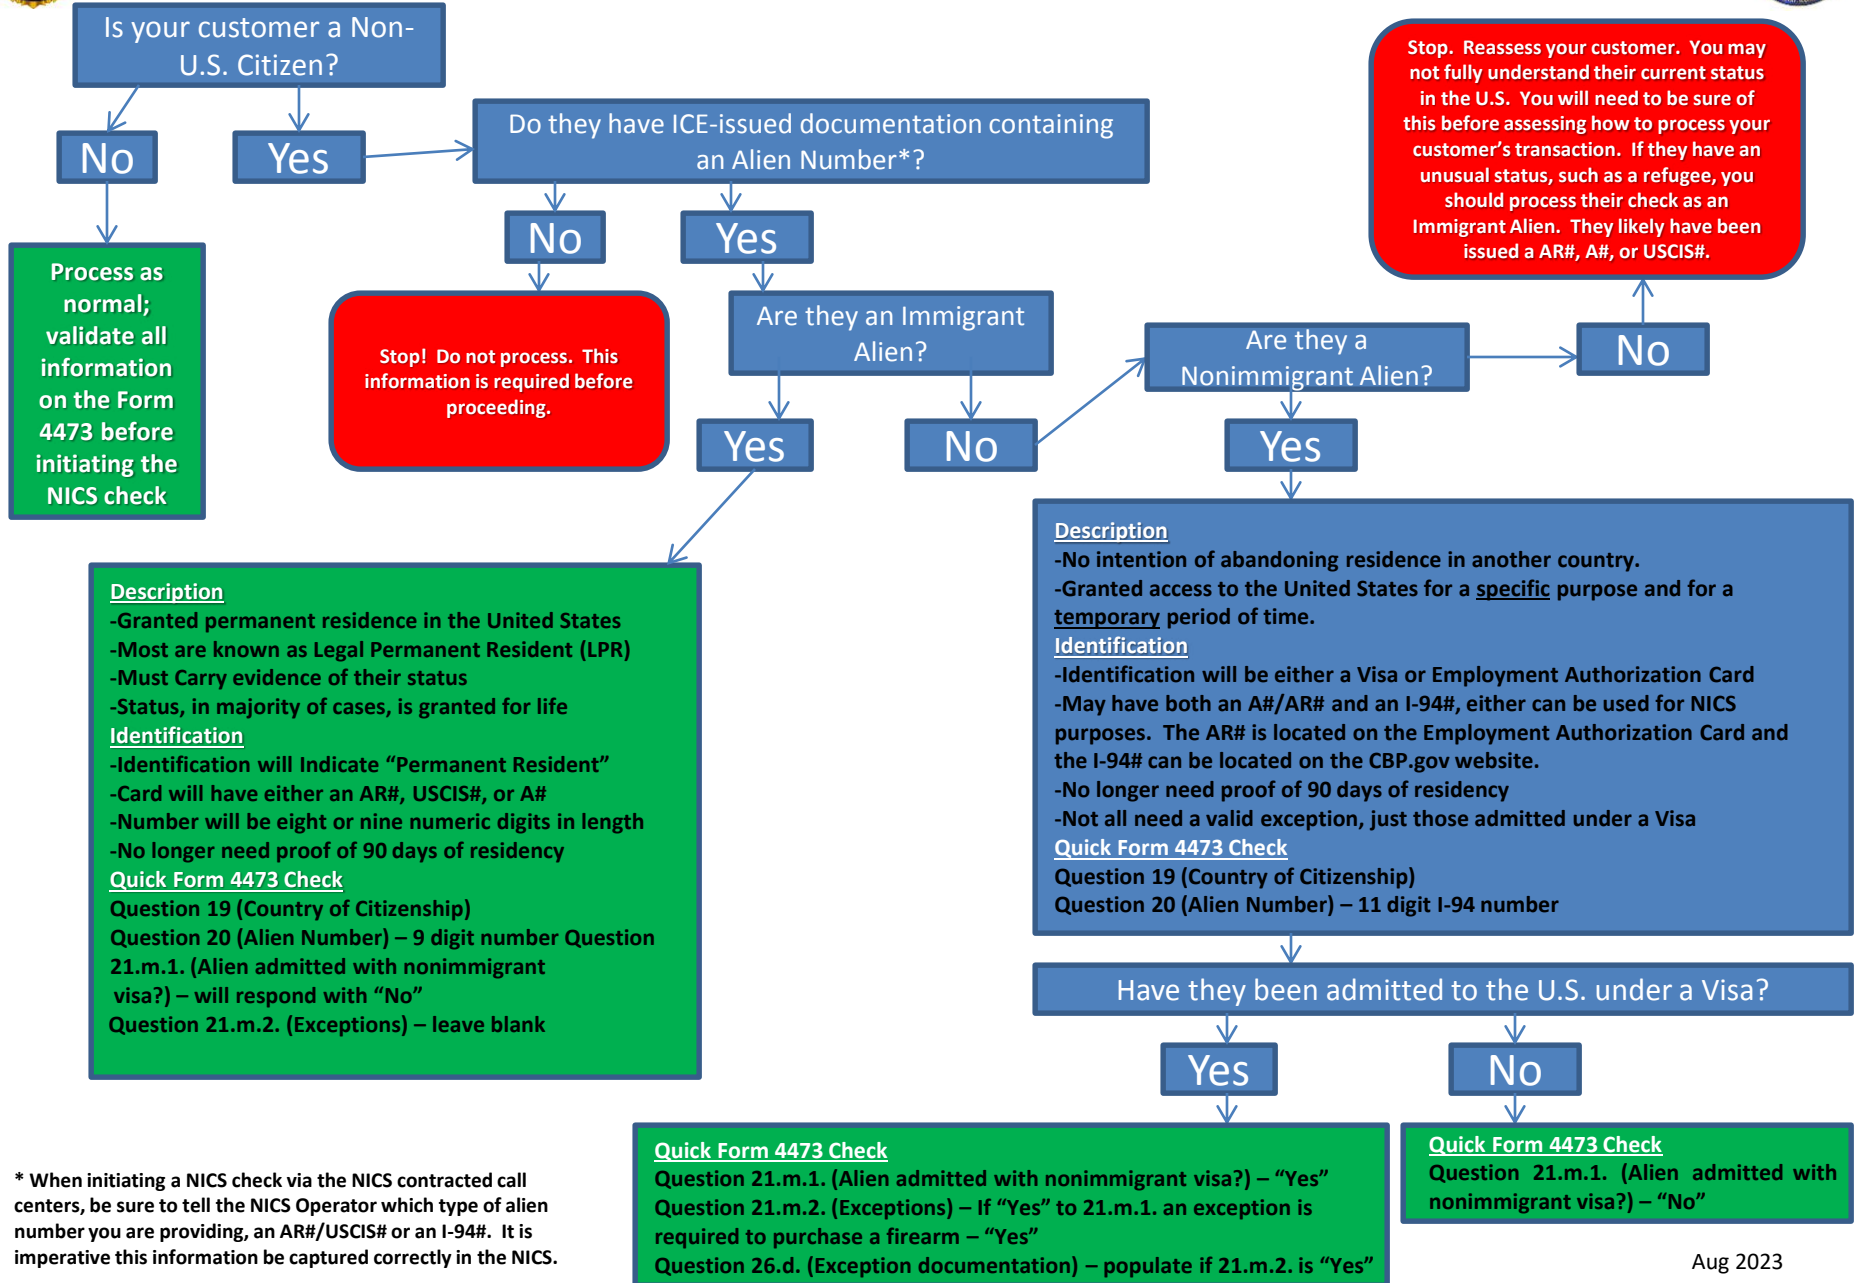 Is your customer a Non-
U.S. Citizen?
No
Yes
Process as
normal;
validate all
information
on the Form
4473 before
initiating the
NICS check
Do they have ICE-issued documentation containing
an Alien Number*?
No
Yes
Stop! Do not process. This
information is required before
proceeding.
Are they an Immigrant
Alien?
Yes
No
Are they a
Nonimmigrant Alien?
No
Yes
Stop. Reassess your customer. You may
not fully understand their current status
in the U.S. You will need to be sure of
this before assessing how to process your
customer's transaction. If they have an
unusual status, such as a refugee, you
should process their check as an
Immigrant Alien. They likely have been
issued a AR#, A#, or USCIS#.
Description
-Granted permanent residence in the United States
-Most are known as Legal Permanent Resident (LPR)
-Must Carry evidence of their status
-Status, in majority of cases, is granted for life
Identification
-Identification will Indicate “Permanent Resident”
-Card will have either an AR#, USCIS#, or A#
-Number will be eight or nine numeric digits in length
-No longer need proof of 90 days of residency
Quick Form 4473 Check
Question 19 (Country of Citizenship)
Question 20 (Alien Number) – 9 digit number Question
21.m.1. (Alien admitted with nonimmigrant
visa?) – will respond with “No”
Question 21.m.2. (Exceptions) – leave blank
Description
-No intention of abandoning residence in another country.
-Granted access to the United States for a specific purpose and for a
temporary period of time.
Identification
-Identification will be either a Visa or Employment Authorization Card
-May have both an A#/AR# and an I-94#, either can be used for NICS
purposes. The AR# is located on the Employment Authorization Card and
the I-94# can be located on the CBP.gov website.
-No longer need proof of 90 days of residency
-Not all need a valid exception, just those admitted under a Visa
Quick Form 4473 Check
Question 19 (Country of Citizenship)
Question 20 (Alien Number) – 11 digit I-94 number
Have they been admitted to the U.S. under a Visa?
Yes
No
Quick Form 4473 Check
Question 21.m.1. (Alien admitted with nonimmigrant visa?) – “Yes”
Question 21.m.2. (Exceptions) – If “Yes” to 21.m.1. an exception is
required to purchase a firearm – “Yes”
Question 26.d. (Exception documentation) – populate if 21.m.2. is “Yes”
Quick Form 4473 Check
Question 21.m.1. (Alien admitted with
nonimmigrant visa?) – “No”
* When initiating a NICS check via the NICS contracted call
centers, be sure to tell the NICS Operator which type of alien
number you are providing, an AR#/USCIS# or an I-94#. It is
imperative this information be captured correctly in the NICS.
Aug 2023